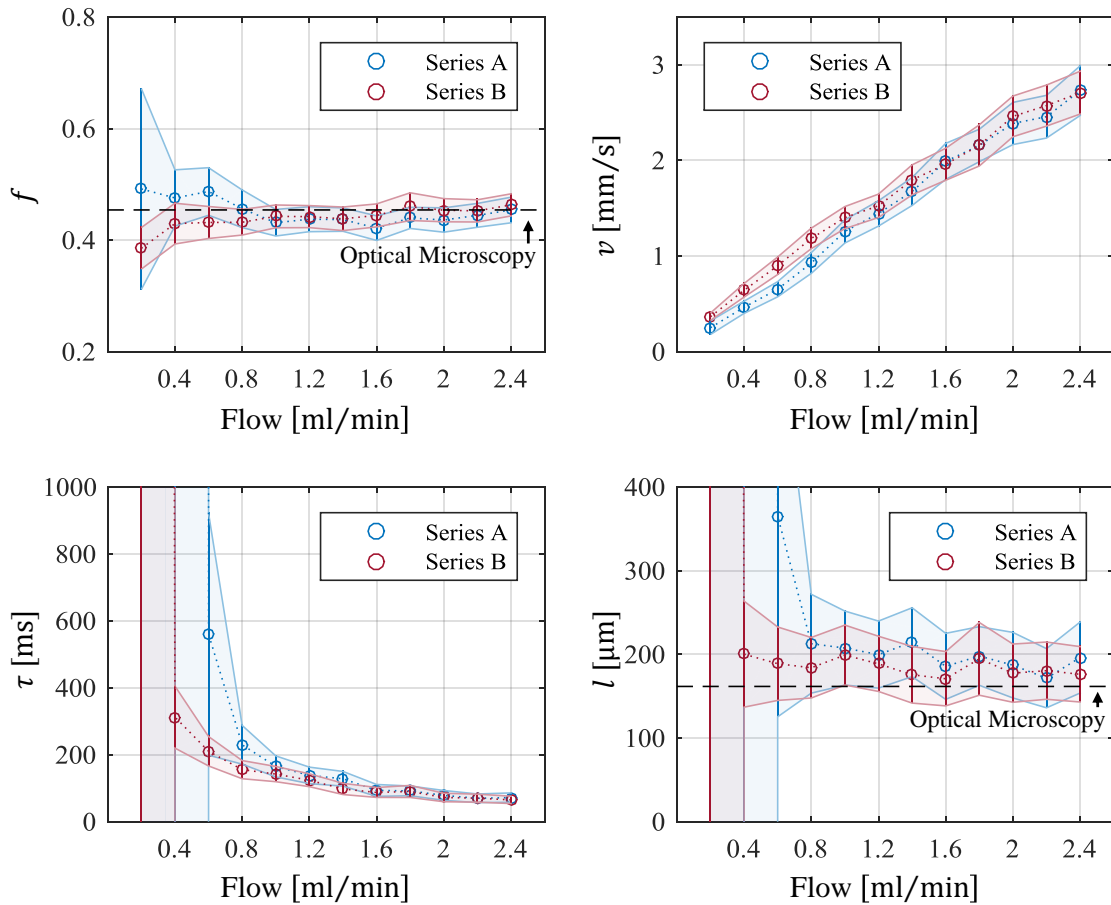 0.8
0.6
0.4
0.2
f
Series A
Series B
Optical Microscopy
0.4 0.8 1.2 1.6 2 2.4
Flow [ml/min]
3
2
1
0
v [mm/s]
Series A
Series B
0.4 0.8 1.2 1.6 2 2.4
Flow [ml/min]
1000
800
600
400
200
0
τ [ms]
Series A
Series B
0.4 0.8 1.2 1.6 2 2.4
Flow [ml/min]
400
300
200
100
0
l [µm]
Series A
Series B
Optical Microscopy
0.4 0.8 1.2 1.6 2 2.4
Flow [ml/min]